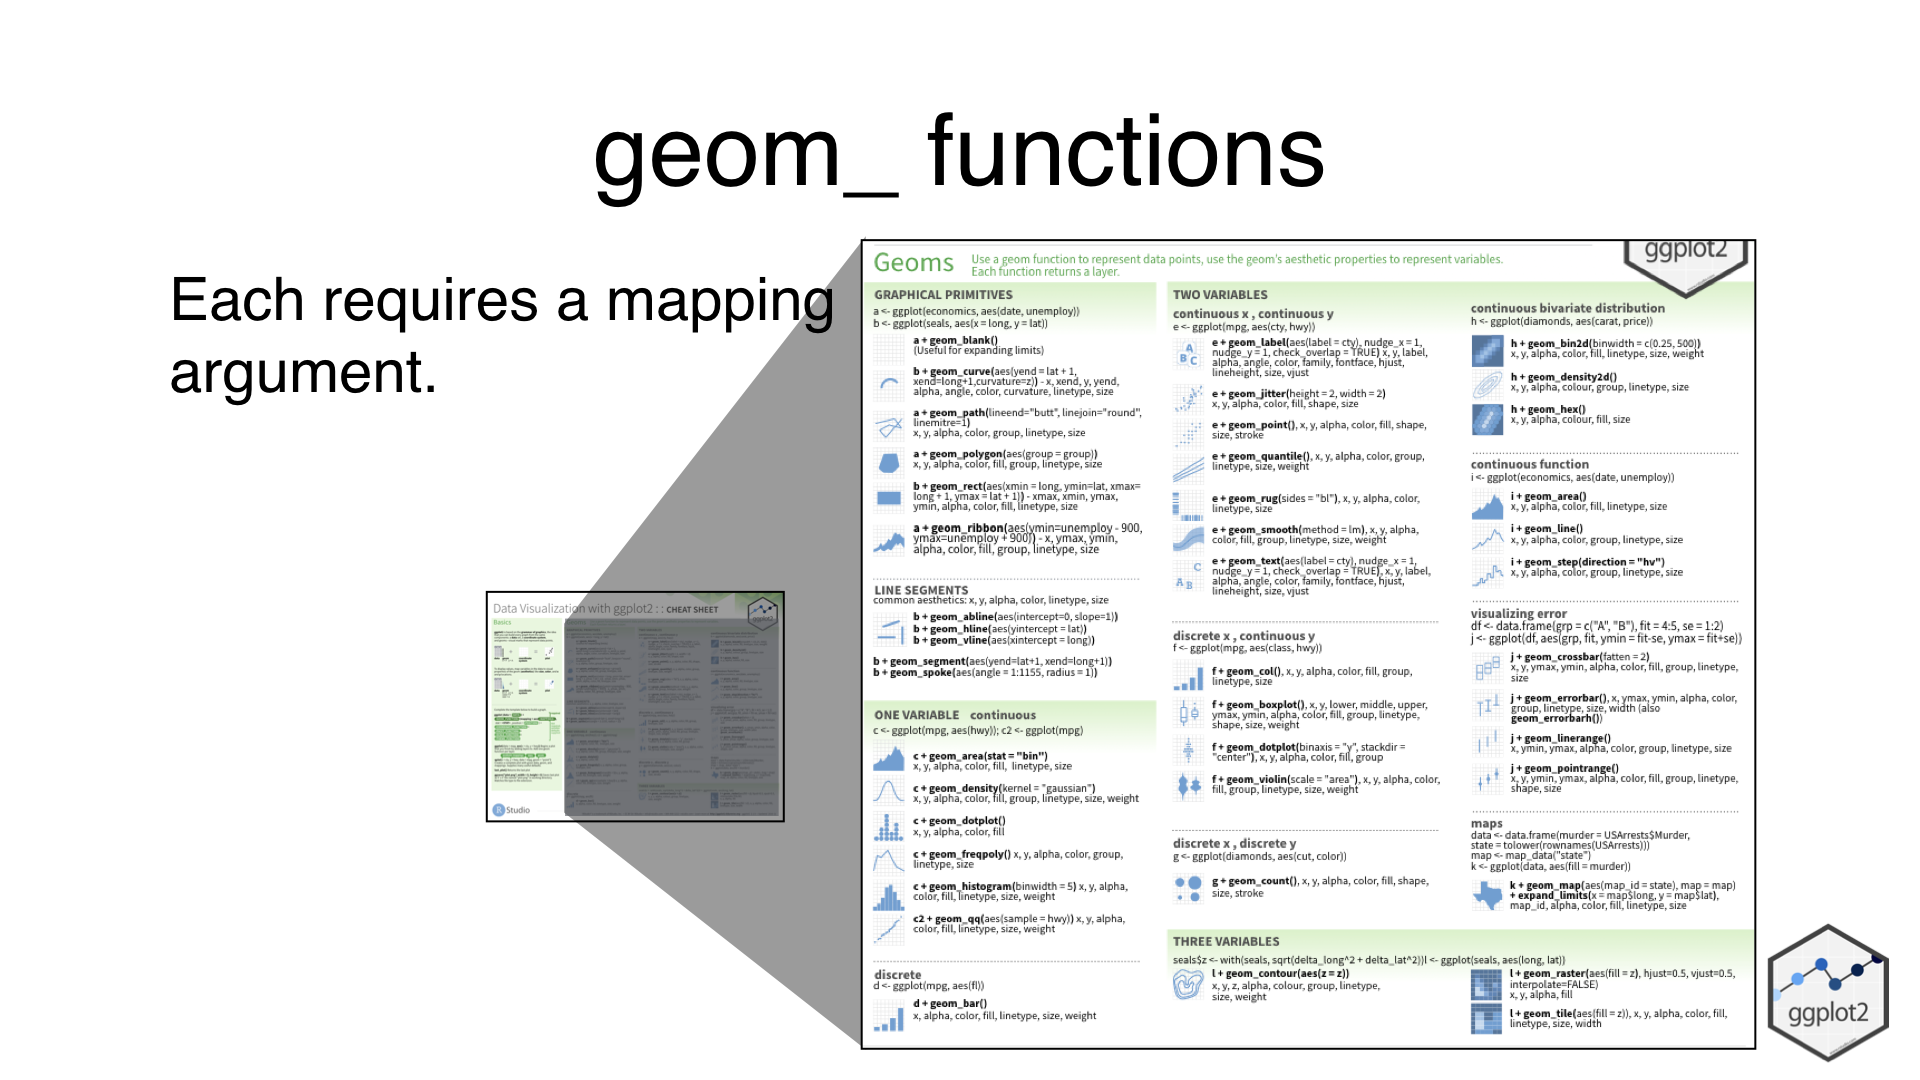 geom_ functions
Each requires a mapping
argument.
Data Visualization with ggplot2 : : CHEAT SHEET
Basics
ggplot2
Studio
Geoms
Use a geom function to represent data points, use the geom's aesthetic properties to represent variables.
Each function returns a layer.
ggplot2
GRAPHICAL PRIMITIVES
a <- ggplot(economics, aes(date, unemploy))
b <- ggplot(seals, aes(x = long, y = lat))
a + geom_blank()
(Useful for expanding limits)
b + geom_curve(aes(yend = lat + 1,
xend=long+1,curvature=z)) - x, xend, y, yend,
alpha, angle, color, curvature, linetype, size
a + geom_path(lineend="butt", linejoin="round",
linemitre=1)
x, y, alpha, color, group, linetype, size
a + geom_polygon(aes(group = group))
x, y, alpha, color, fill, group, linetype, size
b + geom_rect(aes(xmin = long, ymin=lat, xmax=
long + 1, ymax = lat + 1)) - xmax, xmin, ymax,
ymin, alpha, color, fill, linetype, size
a + geom_ribbon(aes(ymin=unemploy - 900,
ymax=unemploy + 900)) - x, ymax, ymin,
alpha, color, fill, group, linetype, size
LINE SEGMENTS
common aesthetics: x, y, alpha, color, linetype, size
b + geom_abline(aes(intercept=0, slope=1))
b + geom_hline(aes(yintercept = lat))
b + geom_vline(aes(xintercept = long))
b + geom_segment(aes(yend=lat+1, xend=long+1))
b + geom_spoke(aes(angle = 1:1155, radius = 1))
ONE VARIABLE continuous
c <- ggplot(mpg, aes(hwy)); c2 <- ggplot(mpg)
c + geom_area(stat = "bin")
x, y, alpha, color, fill, linetype, size
c + geom_density(kernel = "gaussian")
x, y, alpha, color, fill, group, linetype, size, weight
c + geom_dotplot()
x, y, alpha, color, fill
c + geom_freqpoly() x, y, alpha, color, group,
linetype, size
c + geom_histogram(binwidth = 5) x, y, alpha,
color, fill, linetype, size, weight
c2 + geom_qq(aes(sample = hwy)) x, y, alpha,
color, fill, linetype, size, weight
discrete
d <- ggplot(mpg, aes(fl))
d + geom_bar()
x, alpha, color, fill, linetype, size, weight
TWO VARIABLES
continuous x , continuous y
e <- ggplot(mpg, aes(cty, hwy))
e + geom_label(aes(label = cty), nudge_x = 1,
nudge_y = 1, check_overlap = TRUE) x, y, label,
alpha, angle, color, family, fontface, hjust,
lineheight, size, vjust
e + geom_jitter(height = 2, width = 2)
x, y, alpha, color, fill, shape, size
e + geom_point(), x, y, alpha, color, fill, shape,
size, stroke
e + geom_quantile(), x, y, alpha, color, group,
linetype, size, weight
e + geom_rug(sides = "bl"), x, y, alpha, color,
linetype, size
e + geom_smooth(method = lm), x, y, alpha,
color, fill, group, linetype, size, weight
e + geom_text(aes(label = cty), nudge_x = 1,
nudge_y = 1, check_overlap = TRUE), x, y, label,
alpha, angle, color, family, fontface, hjust,
lineheight, size, vjust
discrete x , continuous y
f <- ggplot(mpg, aes(class, hwy))
f + geom_col(), x, y, alpha, color, fill, group,
linetype, size
f + geom_boxplot(), x, y, lower, middle, upper,
ymax, ymin, alpha, color, fill, group, linetype,
shape, size, weight
f + geom_dotplot(binaxis = "y", stackdir =
"center"), x, y, alpha, color, fill, group
f + geom_violin(scale = "area"), x, y, alpha, color,
fill, group, linetype, size, weight
discrete x , discrete y
g <- ggplot(diamonds, aes(cut, color))
g + geom_count(), x, y, alpha, color, fill, shape,
size, stroke
continuous bivariate distribution
h <- ggplot(diamonds, aes(carat, price))
h + geom_bin2d(binwidth = c(0.25, 500))
x, y, alpha, color, fill, linetype, size, weight
h + geom_density2d()
x, y, alpha, colour, group, linetype, size
h + geom_hex()
x, y, alpha, colour, fill, size
continuous function
i <- ggplot(economics, aes(date, unemploy))
i + geom_area()
x, y, alpha, color, fill, linetype, size
i + geom_line()
x, y, alpha, color, group, linetype, size
i + geom_step(direction = "hv")
x, y, alpha, color, group, linetype, size
visualizing error
df <- data.frame(grp = c("A", "B"), fit = 4:5, se = 1:2)
j <- ggplot(df, aes(grp, fit, ymin = fit-se, ymax = fit+se))
j + geom_crossbar(fatten = 2)
x, y, ymax, ymin, alpha, color, fill, group, linetype,
size
j + geom_errorbar(), x, ymax, ymin, alpha, color,
group, linetype, size, width (also
geom_errorbarh())
j + geom_linerange()
x, ymin, ymax, alpha, color, group, linetype, size
j + geom_pointrange()
x, y, ymin, ymax, alpha, color, fill, group, linetype,
shape, size
maps
data <- data.frame(murder = USArrests$Murder,
state = tolower(rownames(USArrests)))
map <- map_data("state")
k <- ggplot(data, aes(fill = murder))
k + geom_map(aes(map_id = state), map = map)
+ expand_limits(x = map$long, y = map$lat),
map_id, alpha, color, fill, linetype, size
THREE VARIABLES
seals$z <- with(seals, sqrt(delta_long^2 + delta_lat^2))l <- ggplot(seals, aes(long, lat))
l + geom_contour(aes(z = z))
x, y, z, alpha, colour, group, linetype,
size, weight
l + geom_raster(aes(fill = z), hjust=0.5, vjust=0.5,
interpolate=FALSE)
x, y, alpha, fill
l + geom_tile(aes(fill = z)), x, y, alpha, color, fill,
linetype, size, width
ggplot2